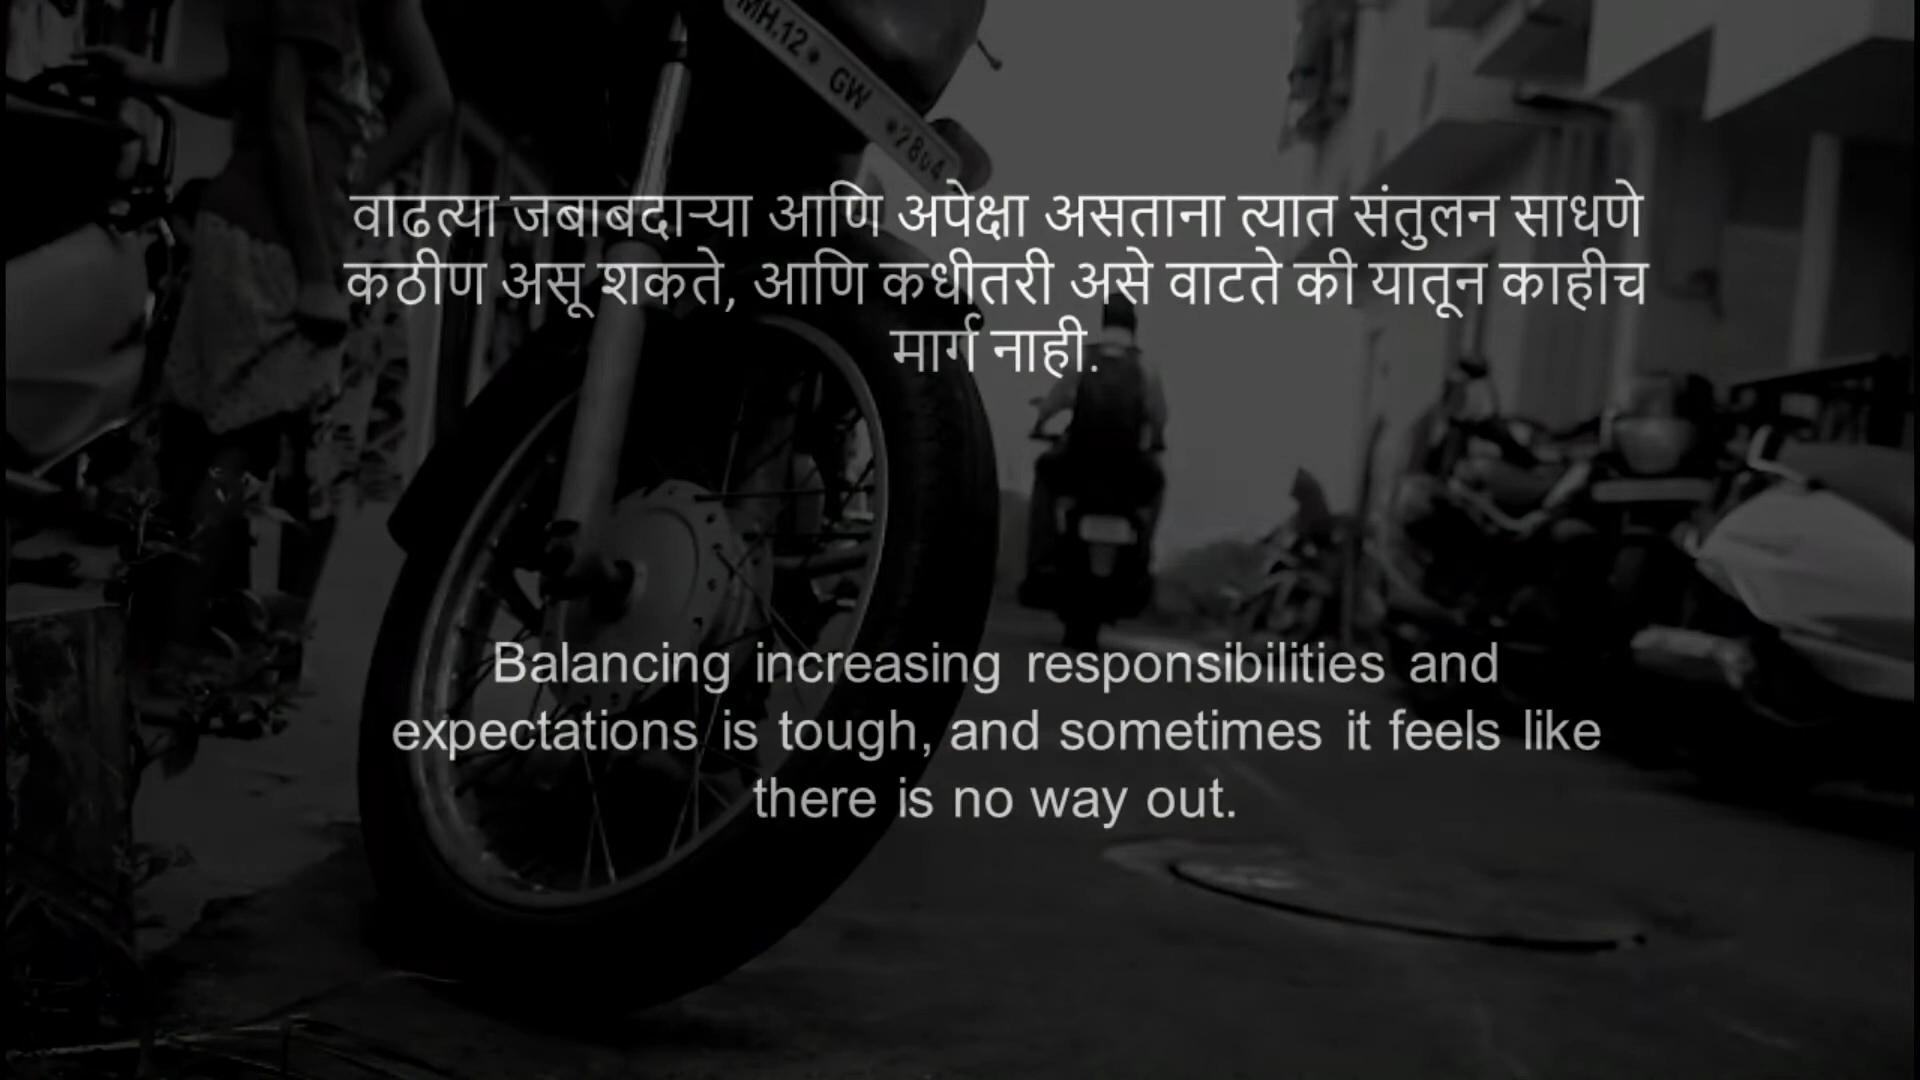 MH.12 GW 2804
वाढत्या जबाबदाऱ्या आणि अपेक्षा असताना त्यात संतुलन साधणे
कठीण असू शकते, आणि कधीतरी असे वाटते की यातून काहीच
मार्ग नाही.
Balancing increasing responsibilities and
expectations is tough, and sometimes it feels like
there is no way out.